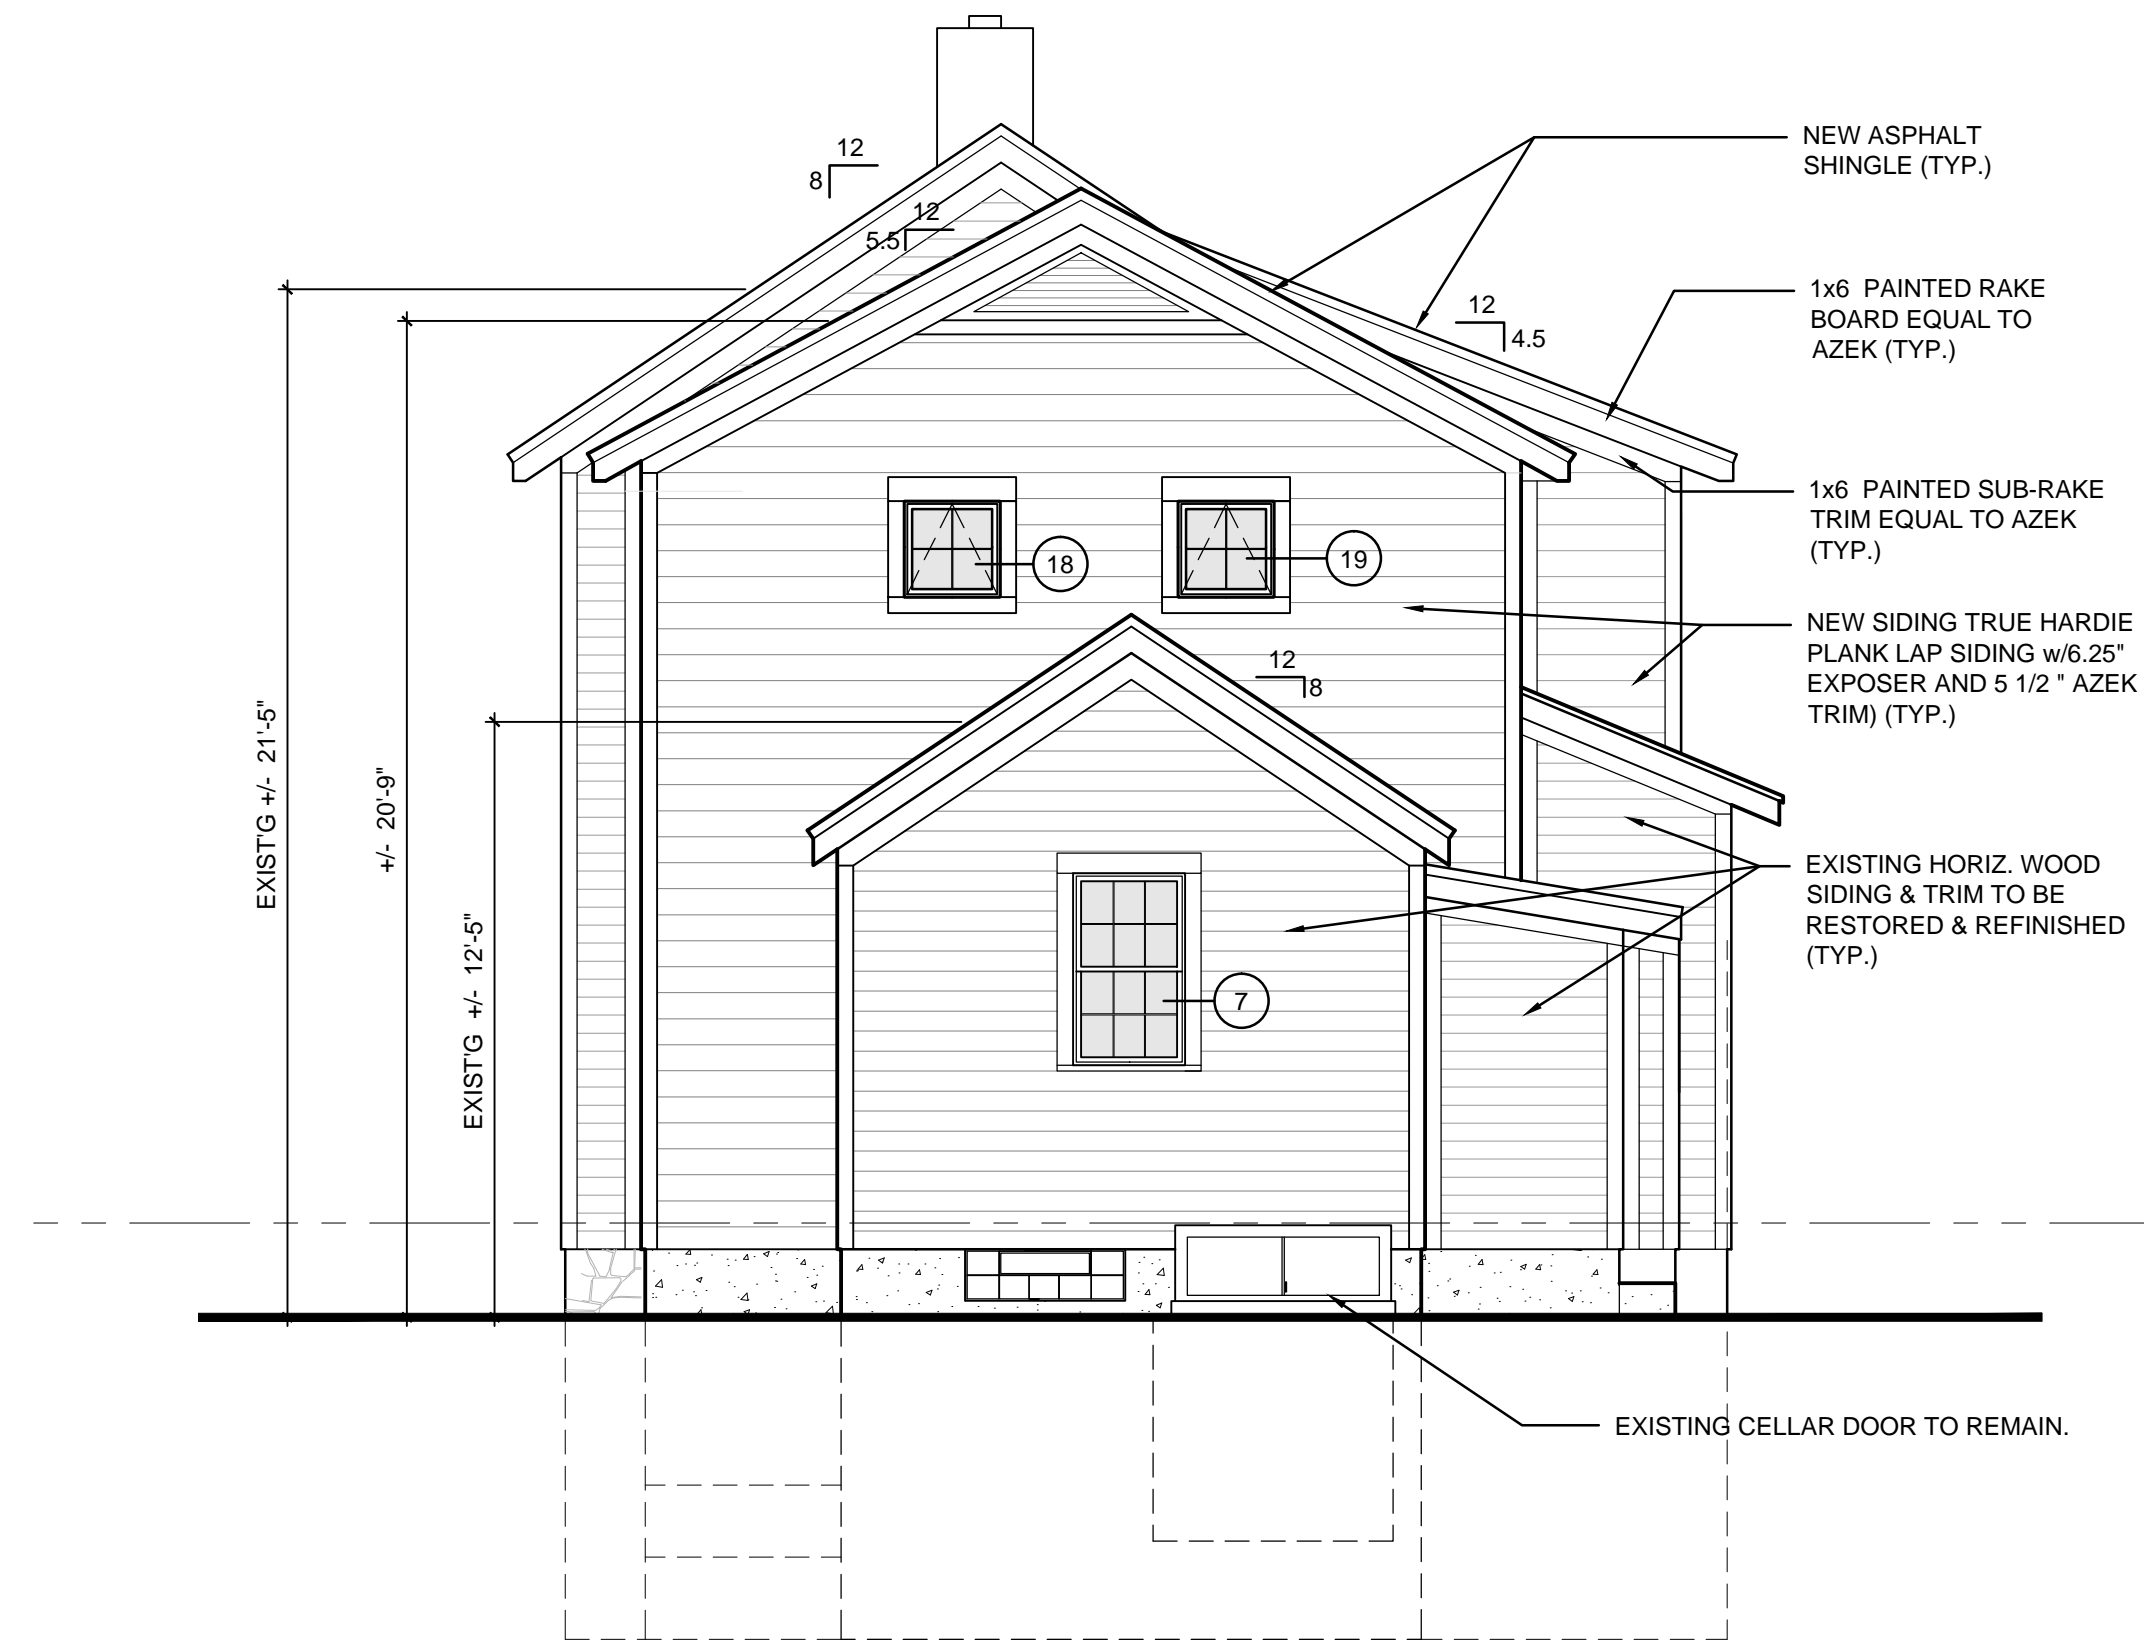 12
8
12
5.5
NEW ASPHALT
SHINGLE (TYP.)
1x6  PAINTED RAKE
BOARD EQUAL TO
AZEK (TYP.)
12
4.5
1x6  PAINTED SUB-RAKE
TRIM EQUAL TO AZEK
(TYP.)
18
19
NEW SIDING TRUE HARDIE
PLANK LAP SIDING w/6.25"
EXPOSER AND 5 1/2 " AZEK
TRIM) (TYP.)
12
8
EXIST'G +/-  21'-5"
+/-  20'-9"
EXIST'G  +/-  12'-5"
EXISTING HORIZ. WOOD
SIDING & TRIM TO BE
RESTORED & REFINISHED
(TYP.)
7
EXISTING CELLAR DOOR TO REMAIN.